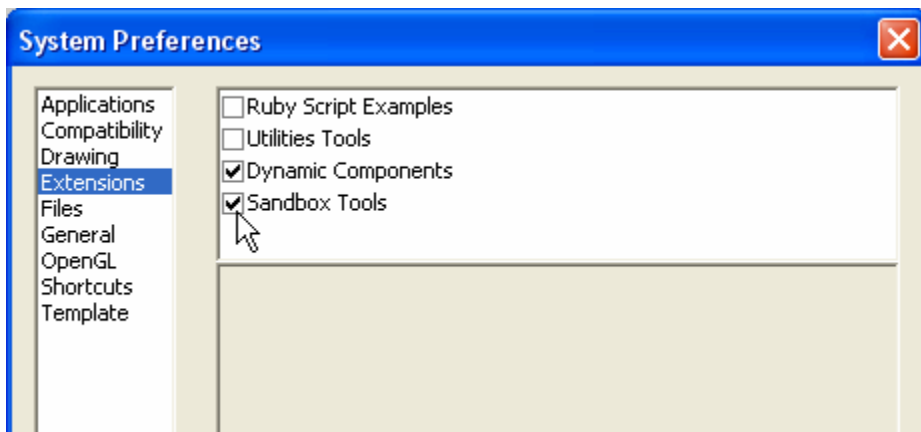 System Preferences
Applications
Compatibility
Drawing
Extensions
Files
General
OpenGL
Shortcuts
Template
Ruby Script Examples
Utilities Tools
Dynamic Components
Sandbox Tools